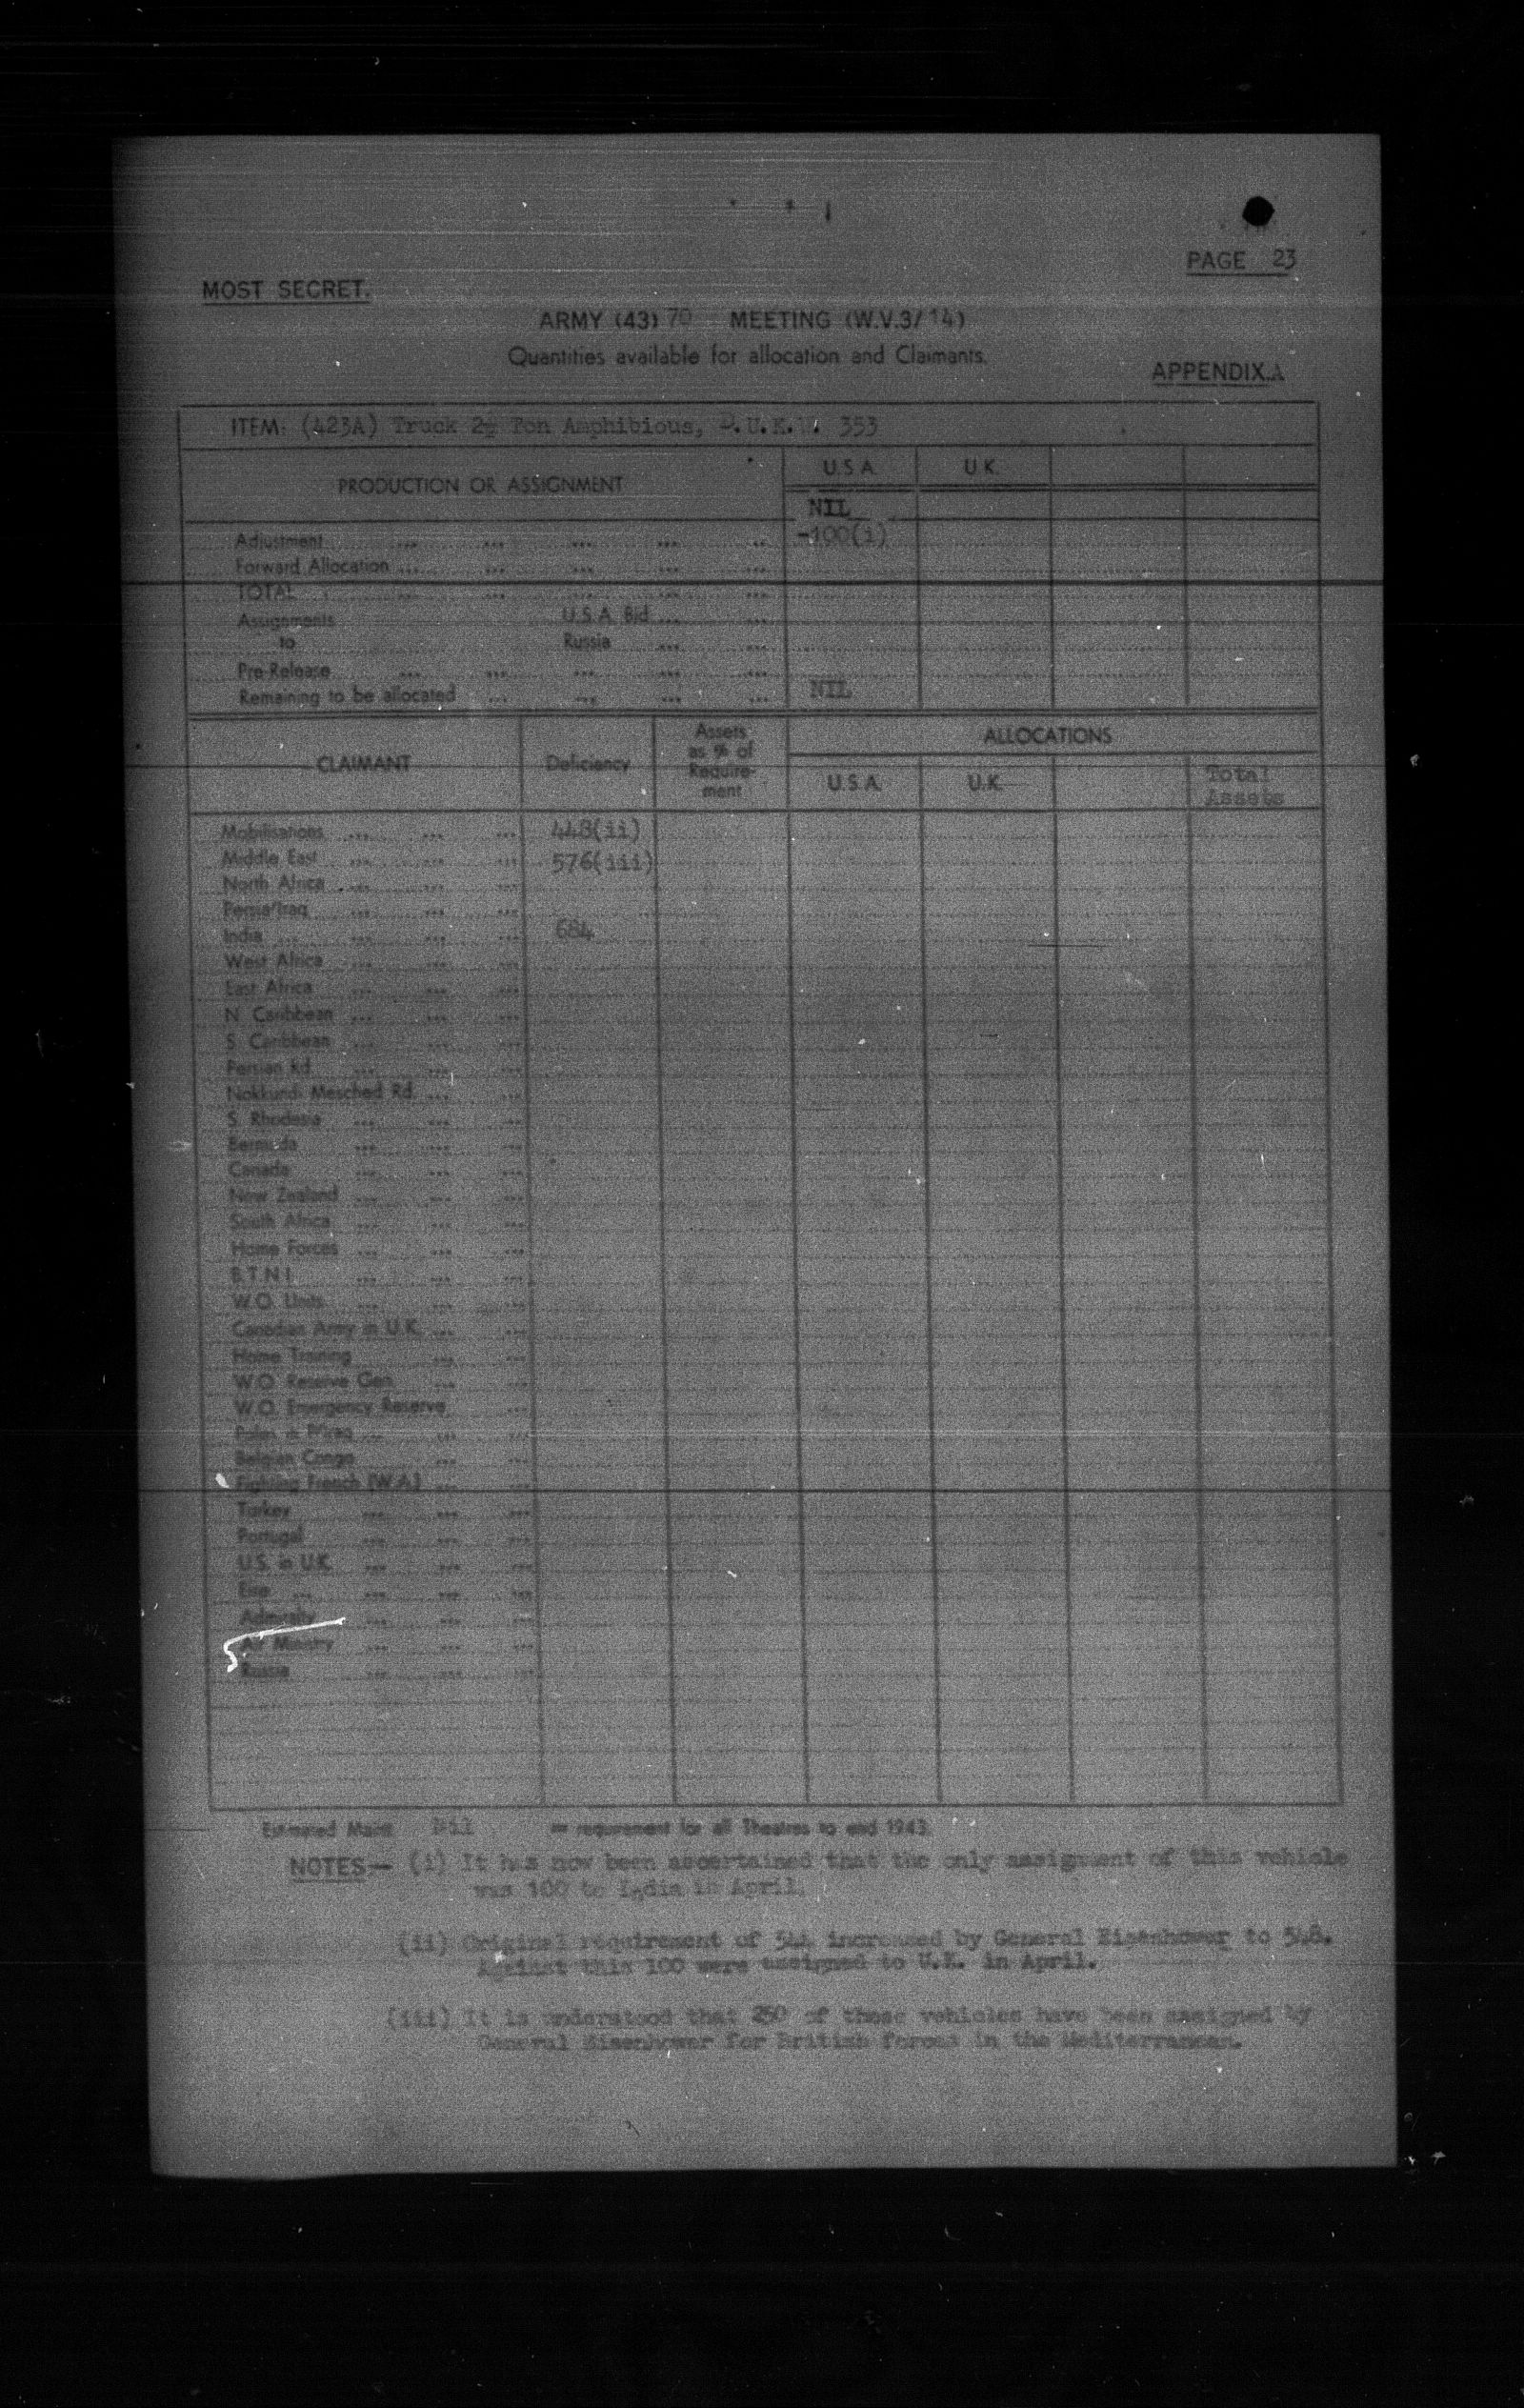 PAGE 23
MOST SECRET.
ARMY (43) 70 MEETING (W.V.3/14)
Quantities available for allocation and Claimants.
APPENDIX.A
ITEM: (423A) Truck 2½ Ton Amphibious, D.U.K.W. 353
PRODUCTION OR ASSIGNMENT U.S.A. U.K.
NIL
Adjustment ... ... ... ... ... -100(i)
Forward Allocation ... ... ... ... ...
TOTAL ... ... ... ... ...
Assignments U.S.A. Bid ... ...
to Russia ... ...
Pre-Release ... ... ... ... ...
Remaining to be allocated ... ... ... ... NIL
CLAIMANT Deficiency Assets as % of Require-ment ALLOCATIONS
U.S.A. U.K. Total Assets
Mobilisations ... ... ... 448(ii)
Middle East ... ... ... 576(iii)
North Africa ... ... ...
Persia/Iraq ... ... ...
India ... ... ... ... 684
West Africa ... ... ...
East Africa ... ... ...
N. Caribbean ... ... ...
S. Caribbean ... ... ...
Persian Rd. ... ... ...
Nokkundi Mesched Rd. ... ...
S. Rhodesia ... ... ...
Bermuda ... ... ...
Canada ... ... ...
New Zealand ... ... ...
South Africa ... ... ...
Home Forces ... ... ...
B.T.N.I. ... ... ...
W.O. Units ... ... ...
Canadian Army in U.K. ... ...
Home Training ... ...
W.O. Reserve Gen. ... ...
W.O. Emergency Reserve ...
Poles in P'Iraq ... ... ...
Belgian Congo ... ...
Fighting French (W.A.) ... ...
Turkey ... ... ...
Portugal ... ... ...
U.S. in U.K. ... ... ...
Eire ... ... ... ...
Admiralty ... ... ...
Air Ministry ... ... ...
Russia ... ... ...
Estimated Maint. Nil = requirement for all Theatres to end 1943.
NOTES:— (i) It has now been ascertained that the only assignment of this vehicle
was 100 to India in April.
(ii) Original requirement of 544 increased by General Eisenhower to 548.
Against this 100 were assigned to U.K. in April.
(iii) It is understood that 250 of these vehicles have been assigned by
General Eisenhower for British forces in the Mediterranean.